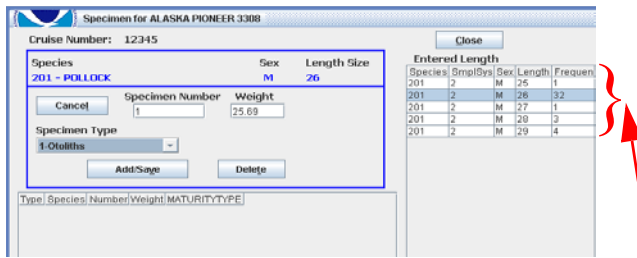 Specimen for ALASKA PIONEER 3308
Cruise Number: 12345
Close
Species Sex Length Size
201 - POLLOCK M 26
Cancel
Specimen Number Weight
1 25.69
Specimen Type
1-Otoliths
Add/Save Delete
Type Species Number Weight MATURITYTYPE
Entered Length
Species SmplSys Sex Length Frequen
201 2 M 25 1
201 2 M 26 32
201 2 M 27 1
201 2 M 28 3
201 2 M 29 4